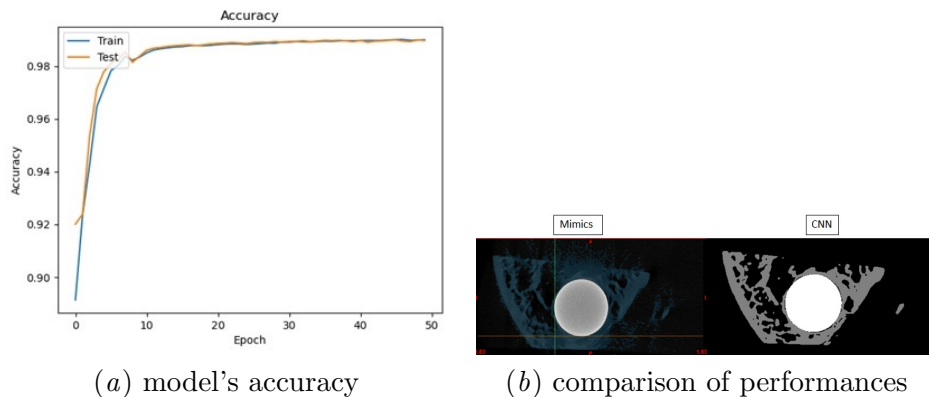 Accuracy
Train
Test
0.98
0.96
0.94
0.92
0.90
Accuracy
0 10 20 30 40 50
Epoch
(a) model's accuracy
Mimics
CNN
(b) comparison of performances